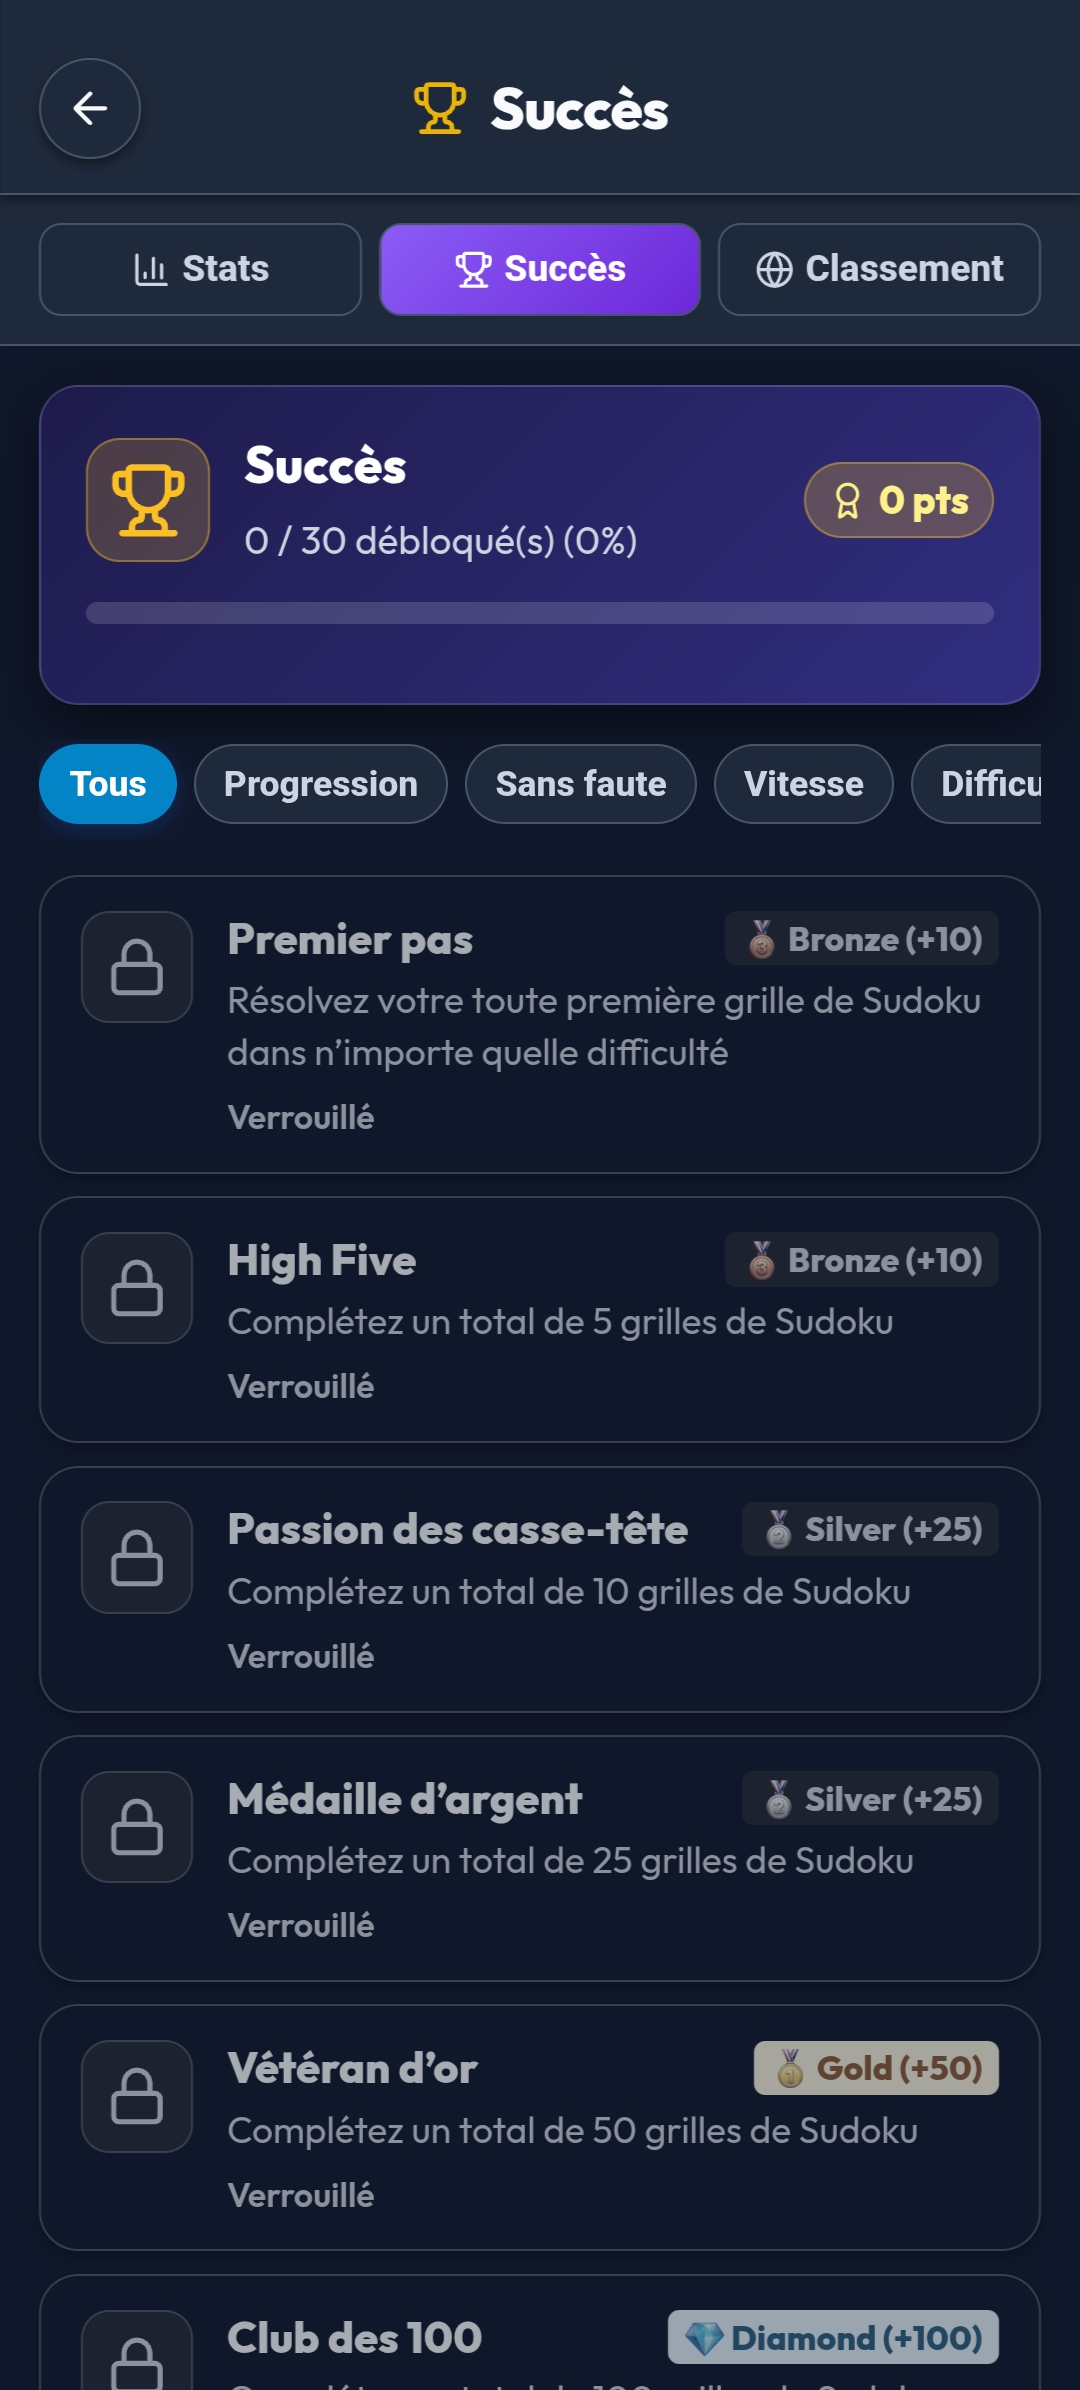 Succès
Stats
Succès
Classement
Succès
0 / 30 débloqué(s) (0%)
0 pts
Tous
Progression
Sans faute
Vitesse
Difficu
Premier pas
Bronze (+10)
Résolvez votre toute première grille de Sudoku
dans n’importe quelle difficulté
Verrouillé
High Five
Bronze (+10)
Complétez un total de 5 grilles de Sudoku
Verrouillé
Passion des casse-tête
Silver (+25)
Complétez un total de 10 grilles de Sudoku
Verrouillé
Médaille d’argent
Silver (+25)
Complétez un total de 25 grilles de Sudoku
Verrouillé
Vétéran d’or
Gold (+50)
Complétez un total de 50 grilles de Sudoku
Verrouillé
Club des 100
Diamond (+100)